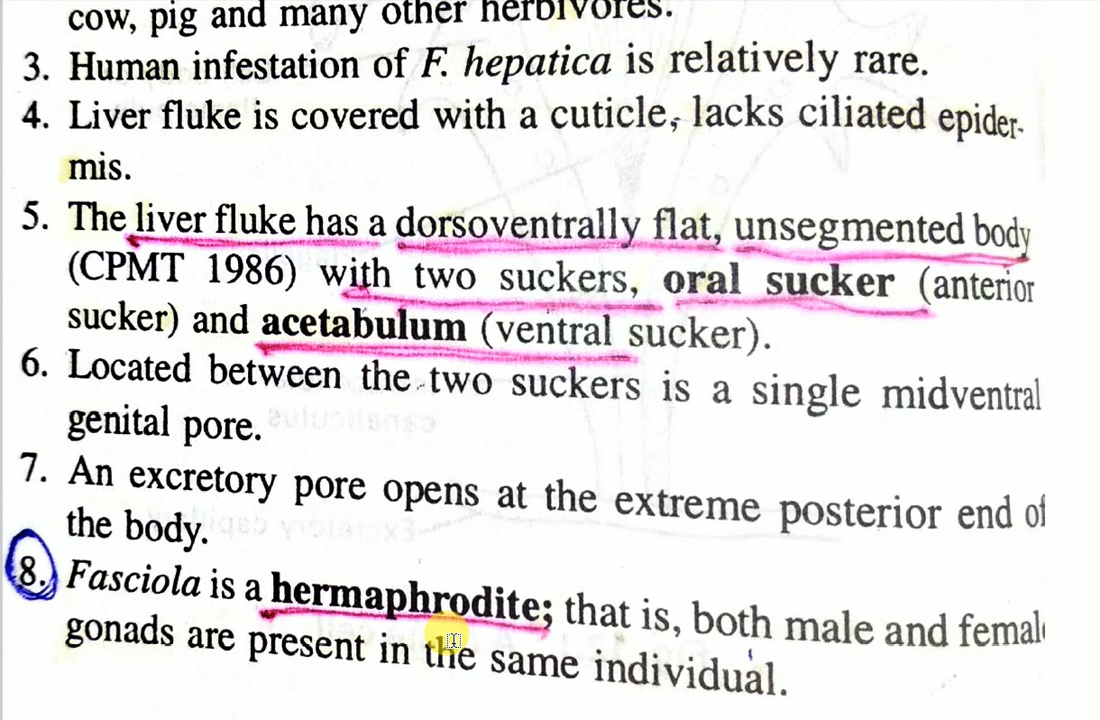 cow, pig and many other herbivores.
3. Human infestation of F. hepatica is relatively rare.
4. Liver fluke is covered with a cuticle, lacks ciliated epider-
mis.
5. The liver fluke has a dorsoventrally flat, unsegmented body
(CPMT 1986) with two suckers, oral sucker (anterior
sucker) and acetabulum (ventral sucker).
6. Located between the two suckers is a single midventral
genital pore.
7. An excretory pore opens at the extreme posterior end of
the body.
8. Fasciola is a hermaphrodite; that is, both male and female
gonads are present in the same individual.